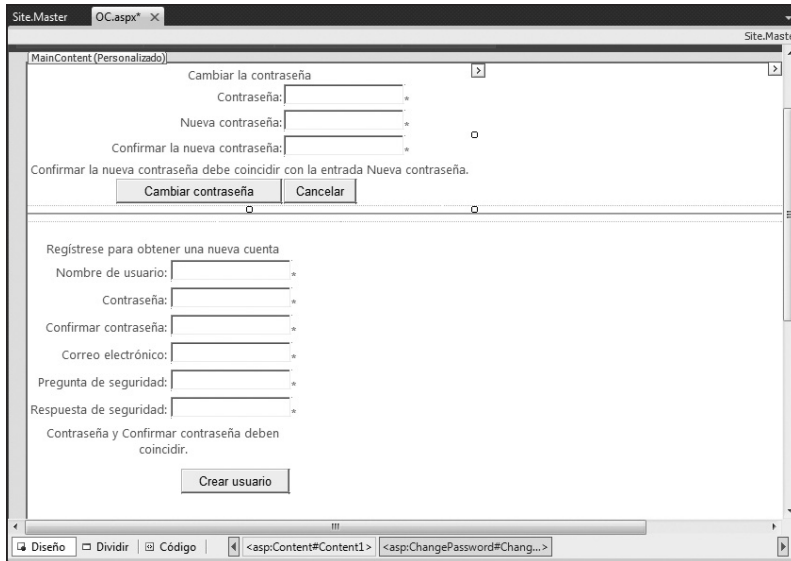 Site.Master OC.aspx* ×
Site.Maste
MainContent (Personalizado)
Cambiar la contraseña
Contraseña: *
Nueva contraseña: *
Confirmar la nueva contraseña: *
Confirmar la nueva contraseña debe coincidir con la entrada Nueva contraseña.
Cambiar contraseña Cancelar
Regístrese para obtener una nueva cuenta
Nombre de usuario: *
Contraseña: *
Confirmar contraseña: *
Correo electrónico: *
Pregunta de seguridad: *
Respuesta de seguridad: *
Contraseña y Confirmar contraseña deben
coincidir.
Crear usuario
Diseño Dividir Código <asp:Content#Content1> <asp:ChangePassword#Chang...>